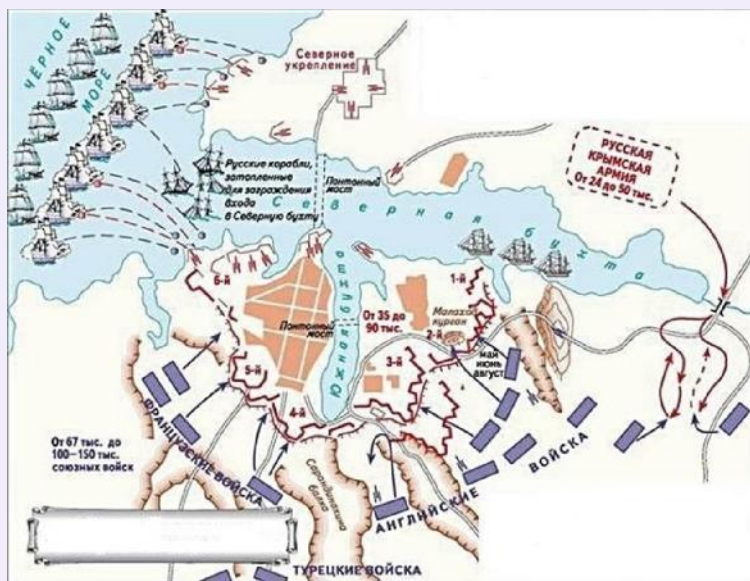 ЧЁРНОЕ
МОРЕ
Северное
укрепление
РУССКАЯ
КРЫМСКАЯ
АРМИЯ
От 24 до 50 тыс.
Русские корабли,
затопленные
для заграждения
входа
в Северную бухту
Понтонный
мост
Северная бухта
6-й
Понтонный
мост
Южная бухта
От 35 до
90 тыс.
1-й
Малахов
курган
2-й
3-й
май
июнь
август
5-й
4-й
От 67 тыс. до
100–150 тыс.
союзных войск
ФРАНЦУЗСКИЕ ВОЙСКА
Сарандинакина
балка
АНГЛИЙСКИЕ ВОЙСКА
ТУРЕЦКИЕ ВОЙСКА